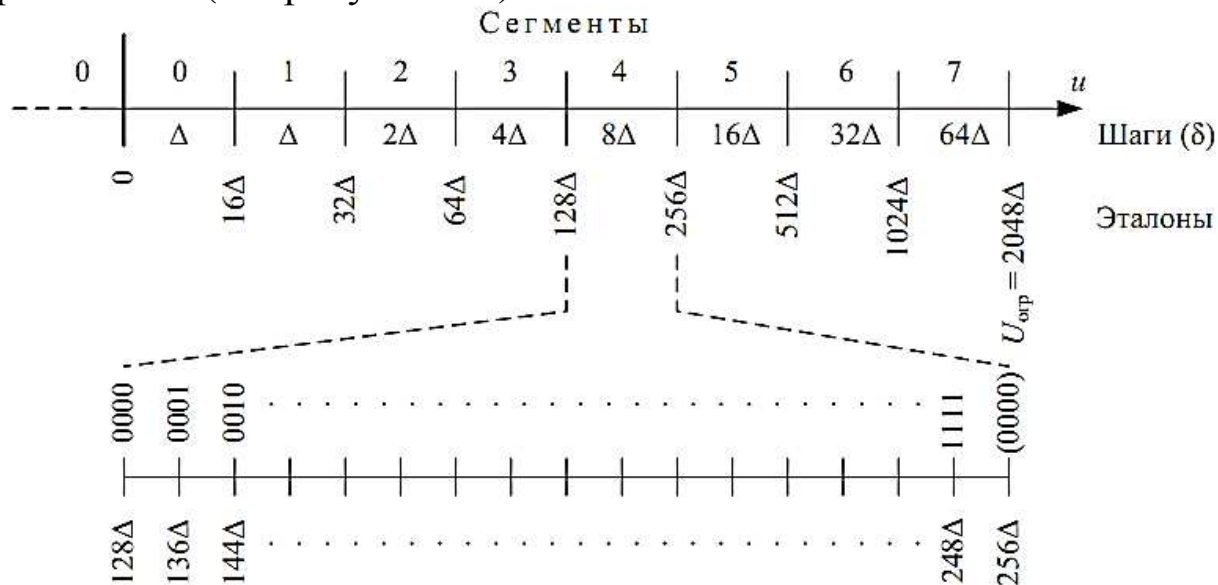 Сегменты
0 0 1 2 3 4 5 6 7 u
Δ Δ 2Δ 4Δ 8Δ 16Δ 32Δ 64Δ Шаги (δ)
0 16Δ 32Δ 64Δ 128Δ 256Δ 512Δ 1024Δ Uогр = 2048Δ Эталоны
0000 0001 0010 1111 (0000)
128Δ 136Δ 144Δ 248Δ 256Δ